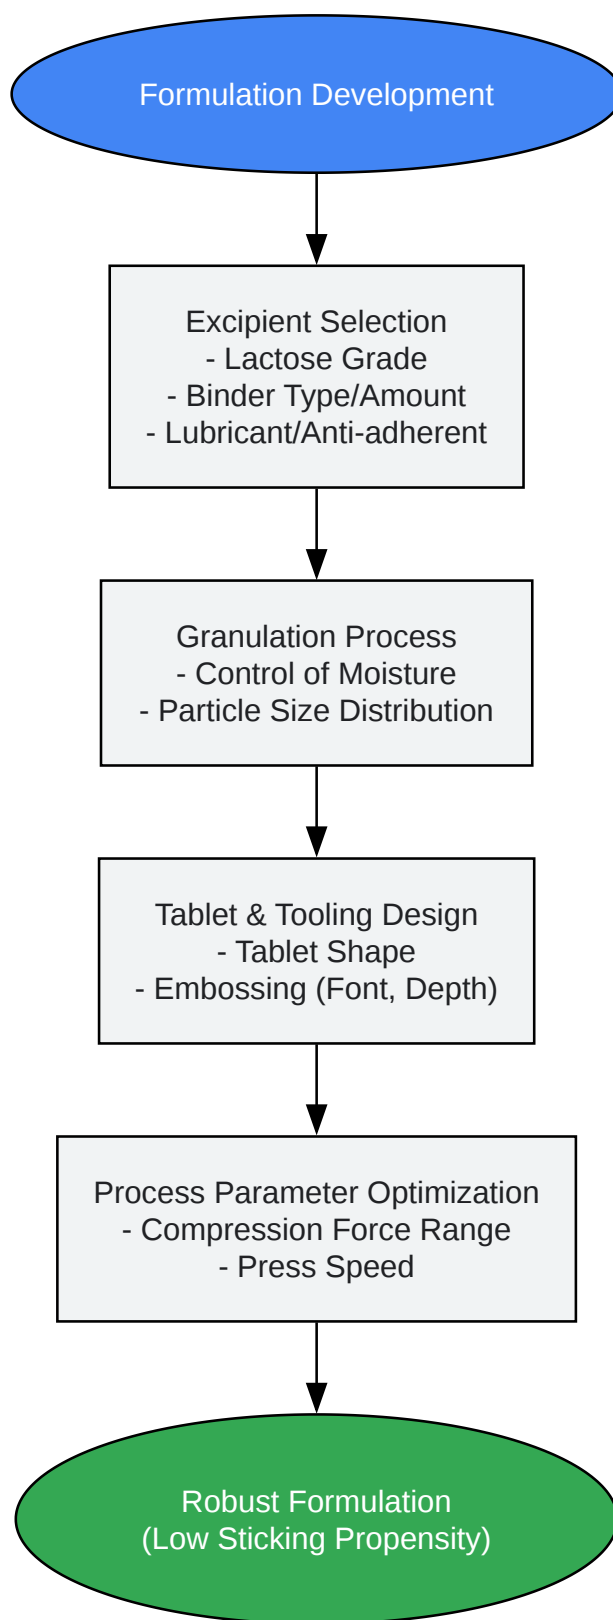 Formulation Development
Excipient Selection
- Lactose Grade
- Binder Type/Amount
- Lubricant/Anti-adherent
Granulation Process
- Control of Moisture
- Particle Size Distribution
Tablet & Tooling Design
- Tablet Shape
- Embossing (Font, Depth)
Process Parameter Optimization
- Compression Force Range
- Press Speed
Robust Formulation
(Low Sticking Propensity)